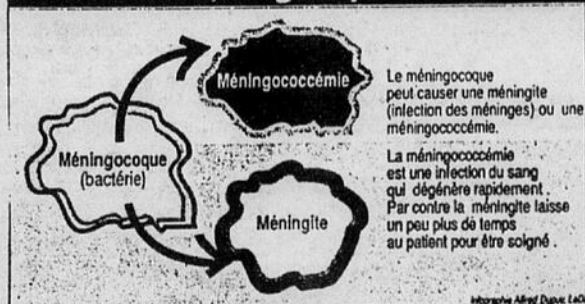 Méningococcémie
Le méningocoque
peut causer une méningite
(infection des méninges) ou une
méningococcémie.
Méningocoque
(bactérie)
La méningococcémie
est une infection du sang
qui dégénère rapidement.
Par contre la méningite laisse
un peu plus de temps
au patient pour être soigné.
Méningite
Infographie Alfred